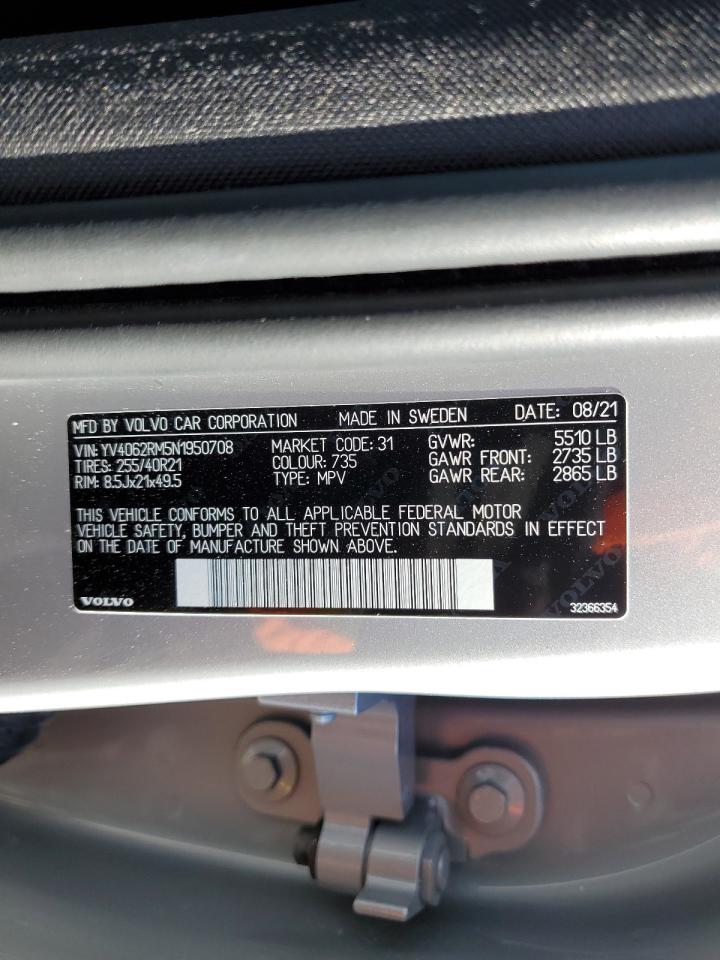 MFD BY VOLVO CAR CORPORATION MADE IN SWEDEN DATE: 08/21
VIN: YV4062RM5N1950708 MARKET CODE: 31 GVWR: 5510 LB
TIRES: 255/40R21 COLOUR: 735 GAWR FRONT: 2735 LB
RIM: 8.5Jx21x49.5 TYPE: MPV GAWR REAR: 2865 LB
THIS VEHICLE CONFORMS TO ALL APPLICABLE FEDERAL MOTOR
VEHICLE SAFETY, BUMPER AND THEFT PREVENTION STANDARDS IN EFFECT
ON THE DATE OF MANUFACTURE SHOWN ABOVE.
VOLVO 32366354